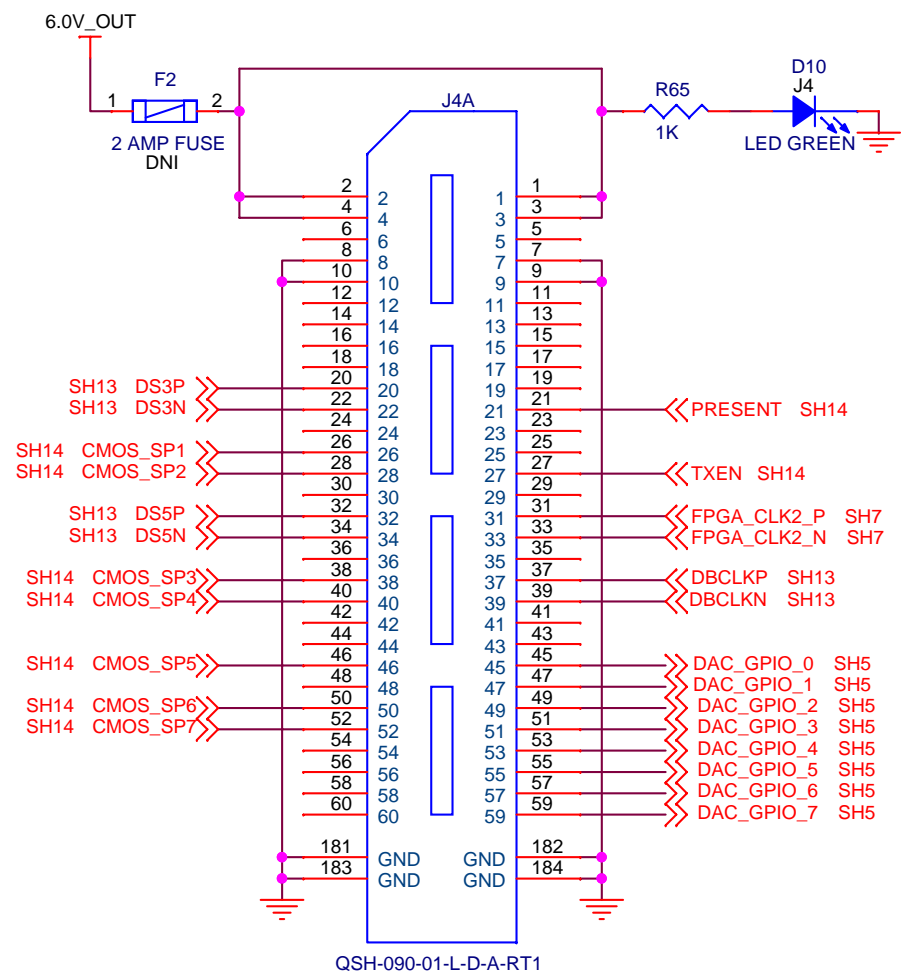 6.0V_OUT
F2
1 2
2 AMP FUSE
DNI
J4A
R65
1K
D10
J4
LED GREEN
2 2 1 1
4 4 3 3
6 6 5 5
8 8 7 7
10 10 9 9
12 12 11 11
14 14 13 13
16 16 15 15
18 18 17 17
SH13 DS3P 20 20 19 19
SH13 DS3N 22 22 21 21 PRESENT SH14
24 24 23 23
SH14 CMOS_SP1 26 26 25 25
SH14 CMOS_SP2 28 28 27 27 TXEN SH14
30 30 29 29
SH13 DS5P 32 32 31 31 FPGA_CLK2_P SH7
SH13 DS5N 34 34 33 33 FPGA_CLK2_N SH7
36 36 35 35
SH14 CMOS_SP3 38 38 37 37 DBCLKP SH13
SH14 CMOS_SP4 40 40 39 39 DBCLKN SH13
42 42 41 41
44 44 43 43
SH14 CMOS_SP5 46 46 45 45 DAC_GPIO_0 SH5
48 48 47 47 DAC_GPIO_1 SH5
SH14 CMOS_SP6 50 50 49 49 DAC_GPIO_2 SH5
SH14 CMOS_SP7 52 52 51 51 DAC_GPIO_3 SH5
54 54 53 53 DAC_GPIO_4 SH5
56 56 55 55 DAC_GPIO_5 SH5
58 58 57 57 DAC_GPIO_6 SH5
60 60 59 59 DAC_GPIO_7 SH5
181 GND GND 182
183 GND GND 184
QSH-090-01-L-D-A-RT1